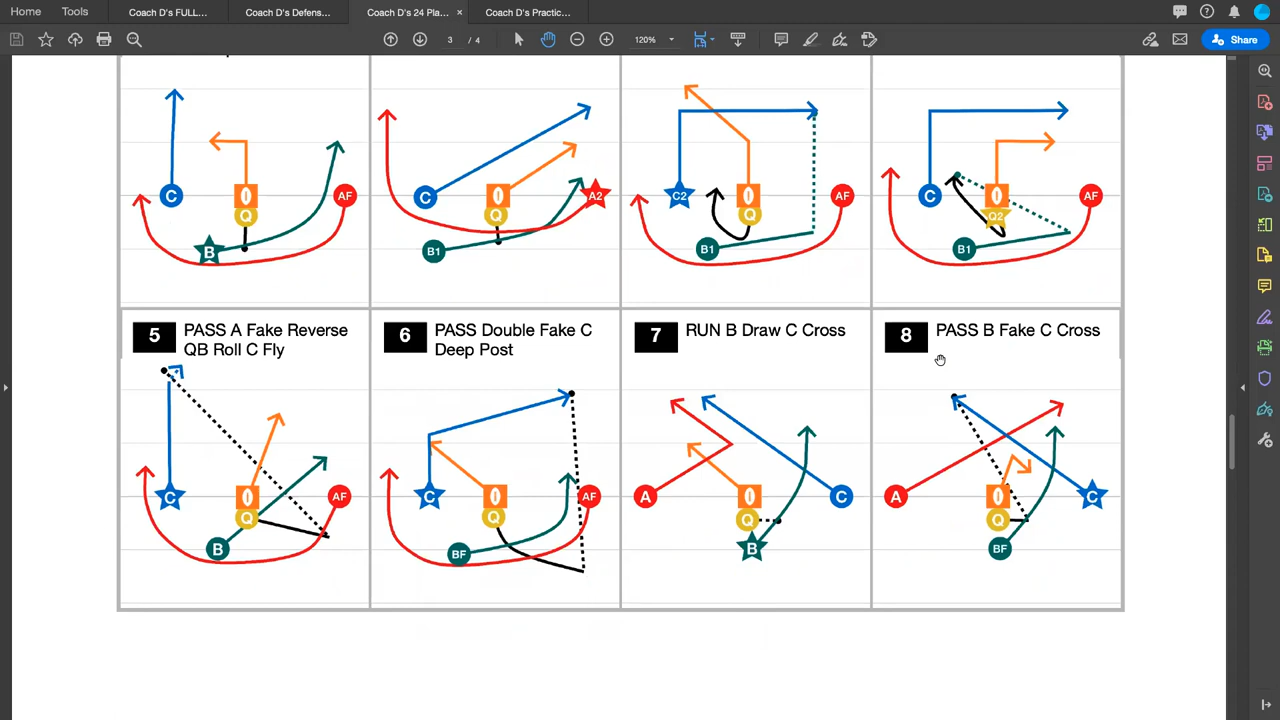 Home Tools Coach D's FULL... Coach D's Defens... Coach D's 24 Pla... × Coach D's Practic...
3 / 4 120% Share
C Q B AF
C Q B1 A2
C2 Q B1 AF
C Q2 B1 AF
5 PASS A Fake Reverse
QB Roll C Fly
6 PASS Double Fake C
Deep Post
7 RUN B Draw C Cross
8 PASS B Fake C Cross
C Q B AF
C Q BF AF
A Q B C
A Q BF C